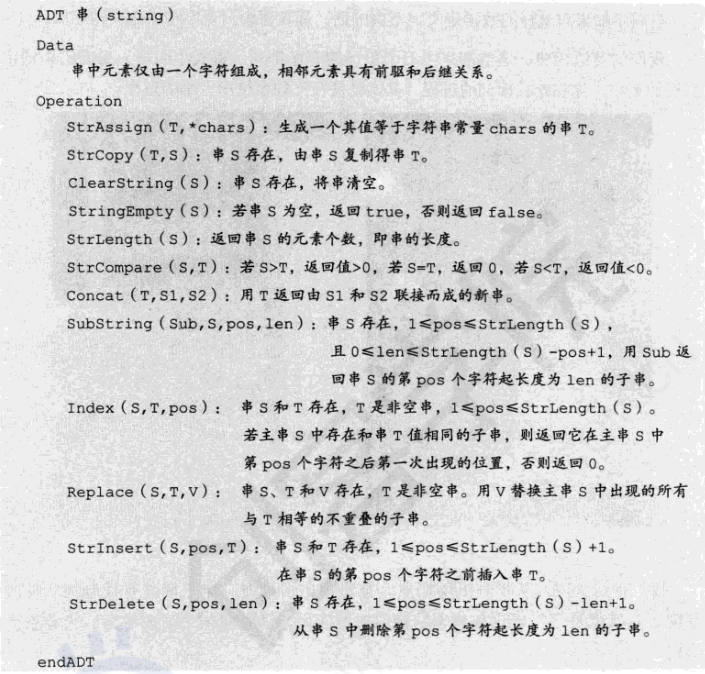 ADT 串(string)
Data
串中元素仅由一个字符组成，相邻元素具有前驱和后继关系。
Operation
StrAssign(T,*chars)：生成一个其值等于字符串常量 chars 的串 T。
StrCopy(T,S)：串 S 存在，由串 S 复制得串 T。
ClearString(S)：串 S 存在，将串清空。
StringEmpty(S)：若串 S 为空，返回 true，否则返回 false。
StrLength(S)：返回串 S 的元素个数，即串的长度。
StrCompare(S,T)：若 S>T，返回值>0，若 S=T，返回 0，若 S<T，返回值<0。
Concat(T,S1,S2)：用 T 返回由 S1 和 S2 联接而成的新串。
SubString(Sub,S,pos,len)：串 S 存在，1≤pos≤StrLength(S)，
且 0≤len≤StrLength(S)-pos+1，用 Sub 返
回串 S 的第 pos 个字符起长度为 len 的子串。
Index(S,T,pos)： 串 S 和 T 存在，T 是非空串，1≤pos≤StrLength(S)。
若主串 S 中存在和串 T 值相同的子串，则返回它在主串 S 中
第 pos 个字符之后第一次出现的位置，否则返回 0。
Replace(S,T,V)： 串 S、T 和 V 存在，T 是非空串。用 V 替换主串 S 中出现的所有
与 T 相等的不重叠的子串。
StrInsert(S,pos,T)： 串 S 和 T 存在，1≤pos≤StrLength(S)+1。
在串 S 的第 pos 个字符之前插入串 T。
StrDelete(S,pos,len)：串 S 存在，1≤pos≤StrLength(S)-len+1。
从串 S 中删除第 pos 个字符起长度为 len 的子串。
endADT